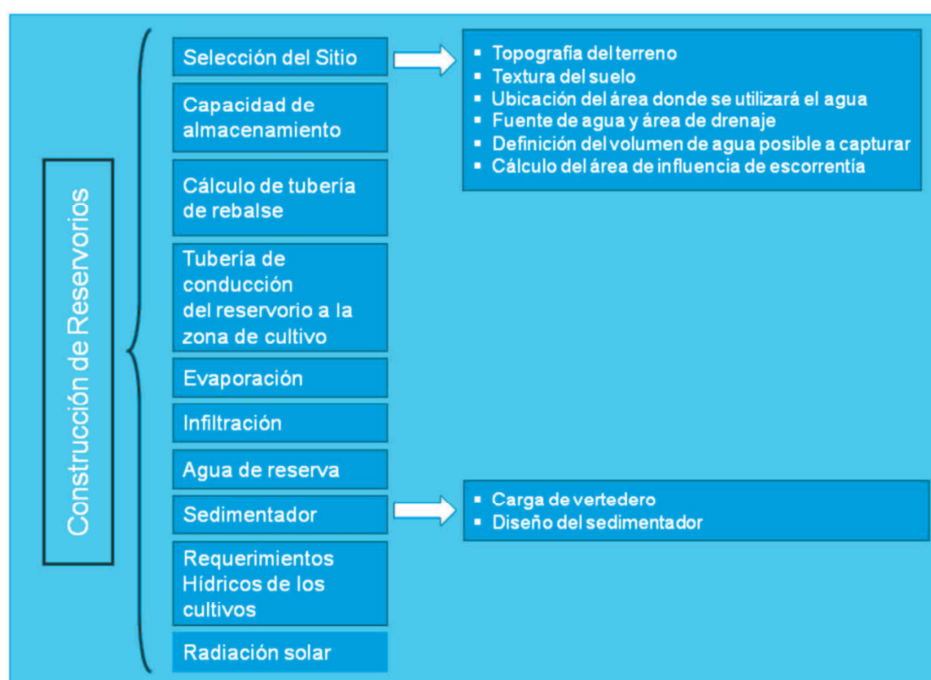 Construcción de Reservorios
Selección del Sitio
▪ Topografía del terreno
▪ Textura del suelo
▪ Ubicación del área donde se utilizará el agua
▪ Fuente de agua y área de drenaje
▪ Definición del volumen de agua posible a capturar
▪ Cálculo del área de influencia de escorrentía
Capacidad de
almacenamiento
Cálculo de tubería
de rebalse
Tubería de
conducción
del reservorio a la
zona de cultivo
Evaporación
Infiltración
Agua de reserva
Sedimentador
▪ Carga de vertedero
▪ Diseño del sedimentador
Requerimientos
Hídricos de los
cultivos
Radiación solar